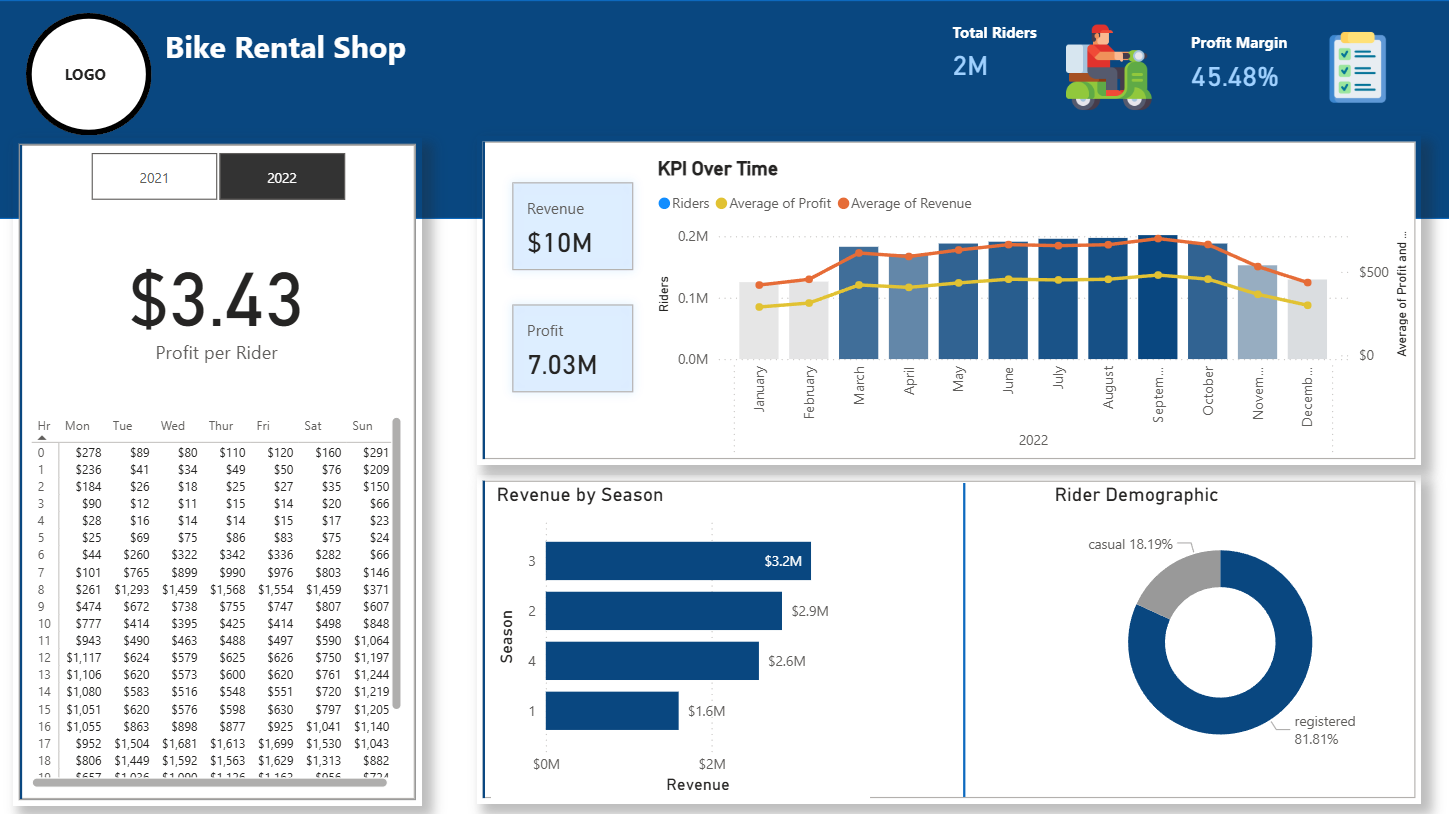 LOGO
Bike Rental Shop
Total Riders
2M
Profit Margin
45.48%
2021
2022
$3.43
Profit per Rider
Hr Mon Tue Wed Thur Fri Sat Sun
0 $278 $89 $80 $110 $120 $160 $291
1 $236 $41 $34 $49 $50 $76 $209
2 $184 $26 $18 $25 $27 $35 $150
3 $90 $12 $11 $15 $14 $20 $66
4 $28 $16 $14 $14 $15 $17 $23
5 $25 $69 $75 $86 $83 $75 $24
6 $44 $260 $322 $342 $336 $282 $66
7 $101 $765 $899 $990 $976 $803 $146
8 $261 $1,293 $1,459 $1,568 $1,554 $1,459 $371
9 $474 $672 $738 $755 $747 $807 $607
10 $777 $414 $395 $425 $414 $498 $848
11 $943 $490 $463 $488 $497 $590 $1,064
12 $1,117 $624 $579 $625 $626 $750 $1,197
13 $1,106 $620 $573 $600 $620 $761 $1,244
14 $1,080 $583 $516 $548 $551 $720 $1,219
15 $1,051 $620 $576 $598 $630 $797 $1,205
16 $1,055 $863 $898 $877 $925 $1,041 $1,140
17 $952 $1,504 $1,681 $1,613 $1,699 $1,530 $1,043
18 $806 $1,449 $1,592 $1,563 $1,629 $1,313 $882
Revenue
$10M
Profit
7.03M
KPI Over Time
Riders Average of Profit Average of Revenue
0.2M
0.1M
0.0M
Riders
$500
$0
Average of Profit and ...
January
February
March
April
May
June
July
August
Septem...
October
Novem...
Decemb...
2022
Revenue by Season
Season
3 $3.2M
2 $2.9M
4 $2.6M
1 $1.6M
$0M $2M
Revenue
Rider Demographic
casual 18.19%
registered
81.81%